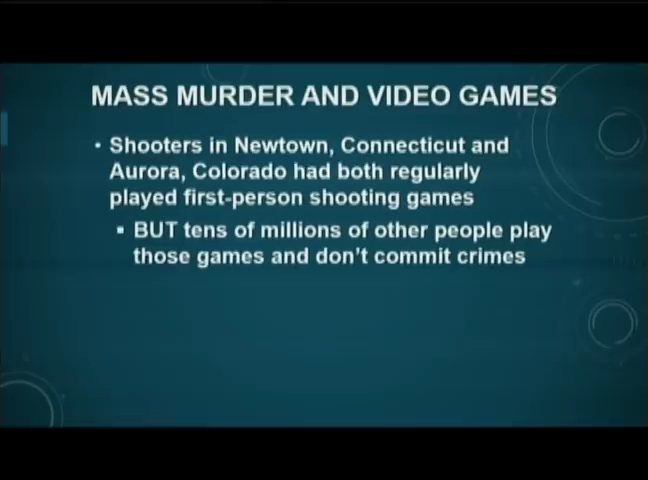 MASS MURDER AND VIDEO GAMES
• Shooters in Newtown, Connecticut and
Aurora, Colorado had both regularly
played first-person shooting games
▪ BUT tens of millions of other people play
those games and don't commit crimes